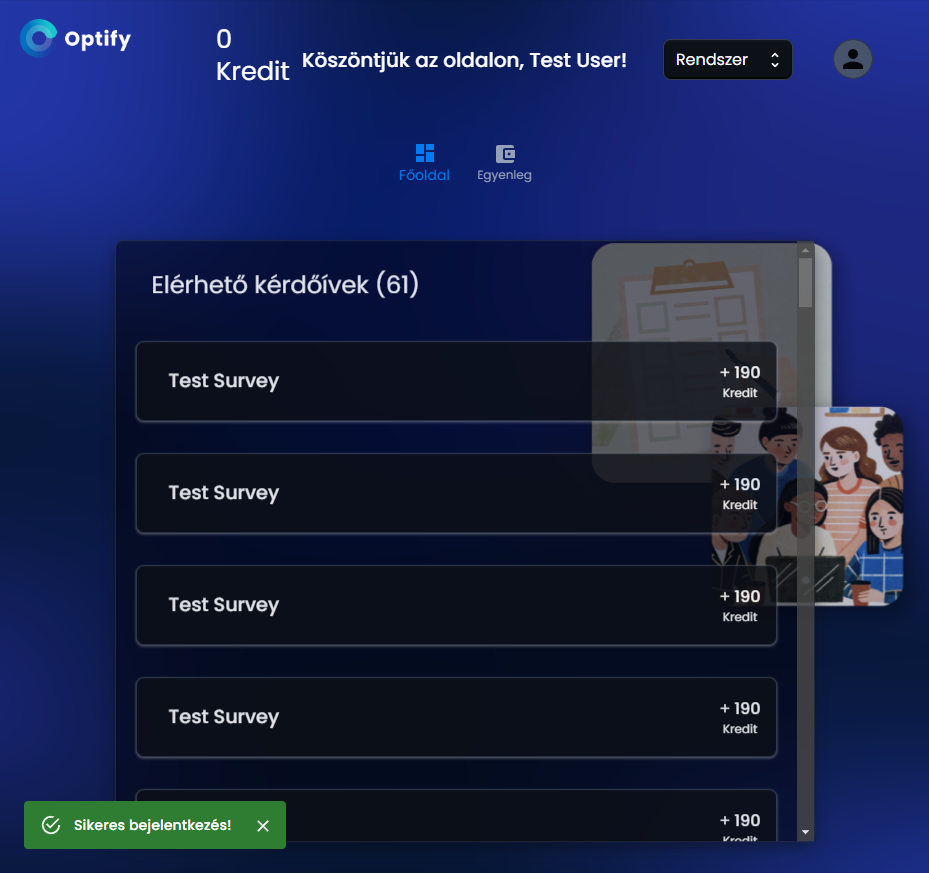 Optify
0
Kredit
Köszöntjük az oldalon, Test User!
Rendszer
Főoldal
Egyenleg
Elérhető kérdőívek (61)
Test Survey
+ 190
Kredit
Test Survey
+ 190
Kredit
Test Survey
+ 190
Kredit
Test Survey
+ 190
Kredit
+ 190
Kredit
Sikeres bejelentkezés!